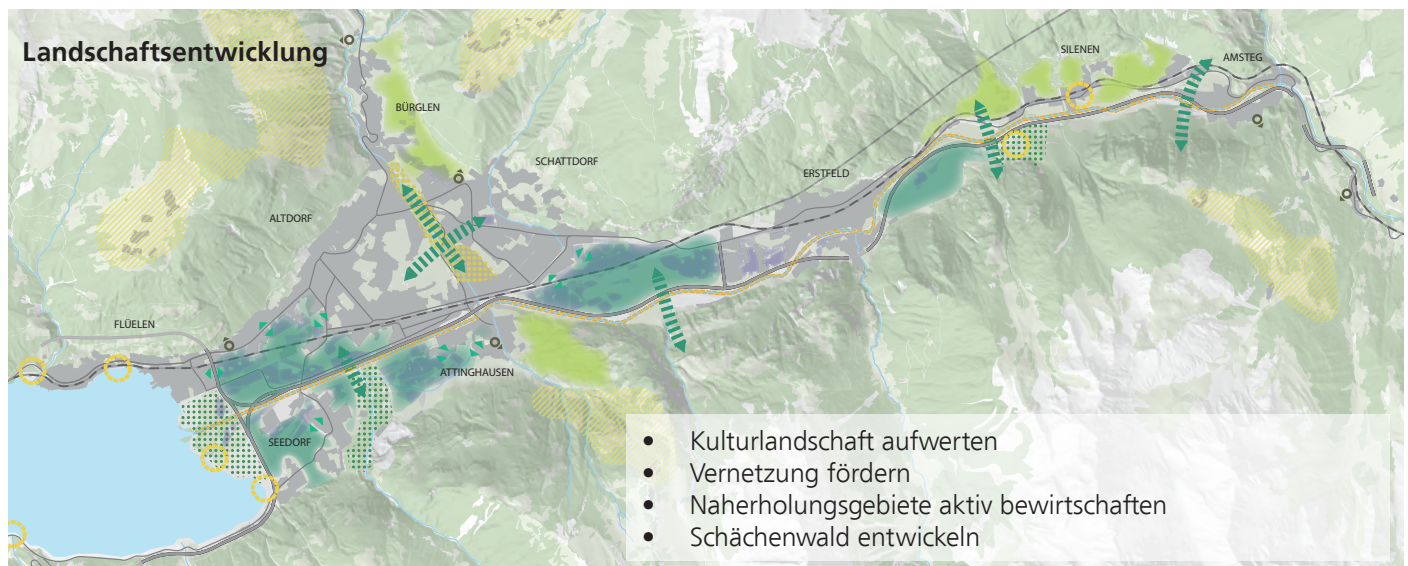 Landschaftsentwicklung
SILENEN
AMSTEG
BÜRGLEN
SCHATTDORF
ERSTFELD
ALTDORF
FLÜELEN
ATTINGHAUSEN
SEEDORF
• Kulturlandschaft aufwerten
• Vernetzung fördern
• Naherholungsgebiete aktiv bewirtschaften
• Schächenwald entwickeln